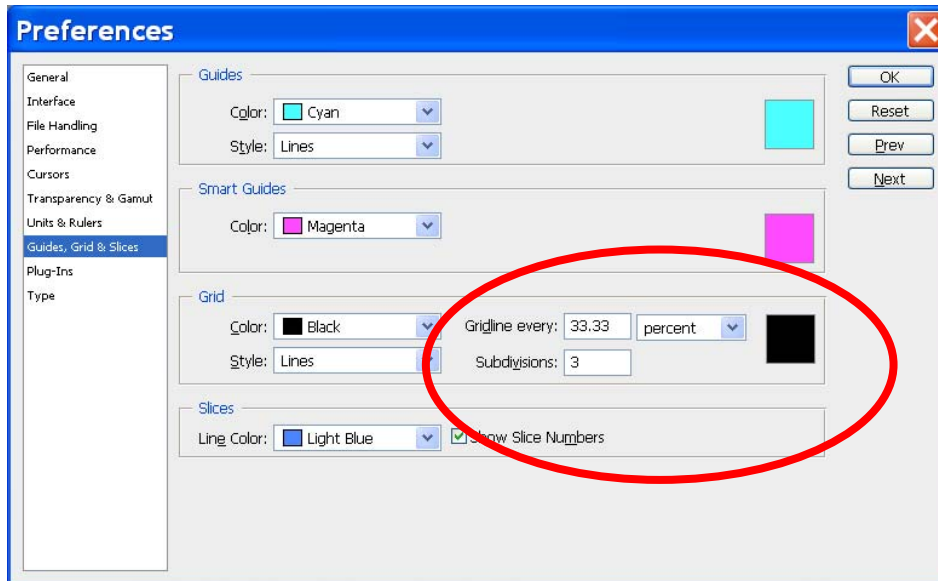 Preferences
General
Interface
File Handling
Performance
Cursors
Transparency & Gamut
Units & Rulers
Guides, Grid & Slices
Plug-Ins
Type
Guides
Color: Cyan
Style: Lines
Smart Guides
Color: Magenta
Grid
Color: Black Gridline every: 33.33 percent
Style: Lines Subdivisions: 3
Slices
Line Color: Light Blue Show Slice Numbers
OK
Reset
Prev
Next